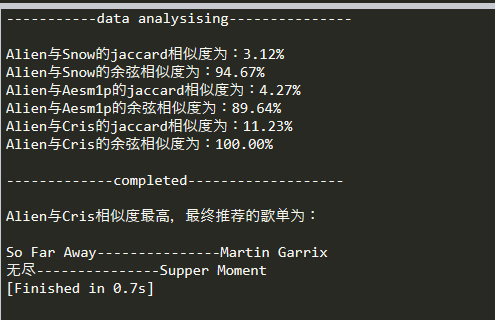 ------------data analysising---------------
Alien与Snow的jaccard相似度为：3.12%
Alien与Snow的余弦相似度为：94.67%
Alien与Aesm1p的jaccard相似度为：4.27%
Alien与Aesm1p的余弦相似度为：89.64%
Alien与Cris的jaccard相似度为：11.23%
Alien与Cris的余弦相似度为：100.00%
-------------completed-------------------
Alien与Cris相似度最高，最终推荐的歌单为：
So Far Away---------------Martin Garrix
无尽---------------Supper Moment
[Finished in 0.7s]